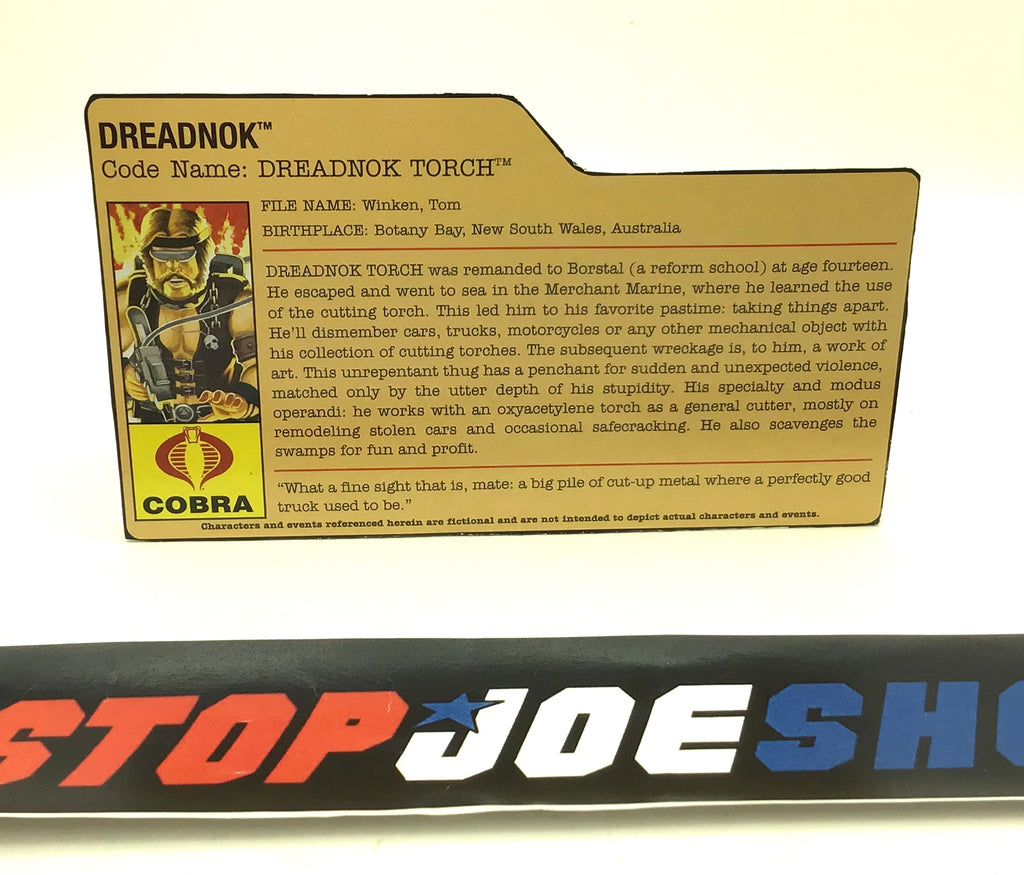 DREADNOK™
Code Name: DREADNOK TORCH™
FILE NAME: Winken, Tom
BIRTHPLACE: Botany Bay, New South Wales, Australia
DREADNOK TORCH was remanded to Borstal (a reform school) at age fourteen.
He escaped and went to sea in the Merchant Marine, where he learned the use
of the cutting torch. This led him to his favorite pastime: taking things apart.
He'll dismember cars, trucks, motorcycles or any other mechanical object with
his collection of cutting torches. The subsequent wreckage is, to him, a work of
art. This unrepentant thug has a penchant for sudden and unexpected violence,
matched only by the utter depth of his stupidity. His specialty and modus
operandi: he works with an oxyacetylene torch as a general cutter, mostly on
remodeling stolen cars and occasional safecracking. He also scavenges the
swamps for fun and profit.
"What a fine sight that is, mate: a big pile of cut-up metal where a perfectly good
truck used to be."
COBRA
Characters and events referenced herein are fictional and are not intended to depict actual characters and events.
STOP JOE SHO